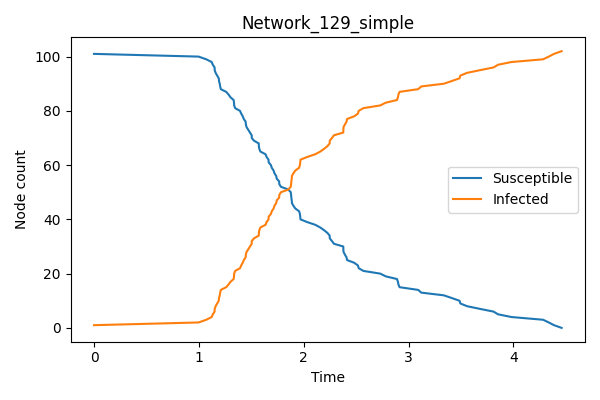 Network_129_simple
Node count
100
80
60
40
20
0
Susceptible
Infected
0 1 2 3 4
Time